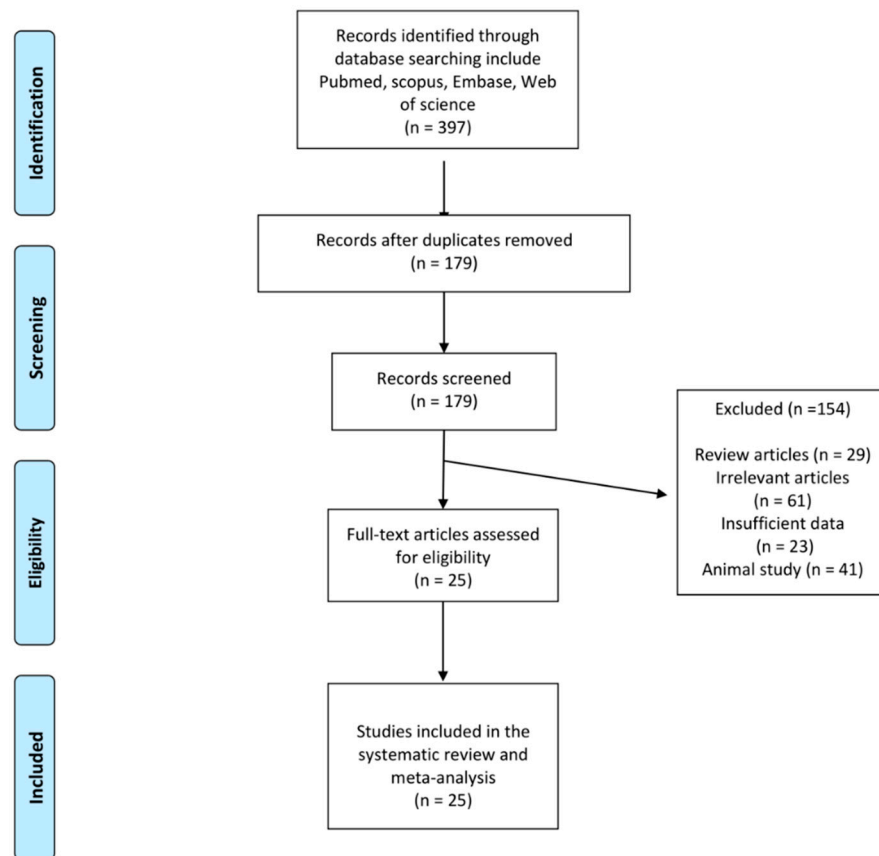 Identification
Records identified through
database searching include
Pubmed, scopus, Embase, Web
of science
(n = 397)
Records after duplicates removed
(n = 179)
Screening
Records screened
(n = 179)
Excluded (n =154)
Review articles (n = 29)
Irrelevant articles
(n = 61)
Insufficient data
(n = 23)
Animal study (n = 41)
Eligibility
Full-text articles assessed
for eligibility
(n = 25)
Included
Studies included in the
systematic review and
meta-analysis
(n = 25)